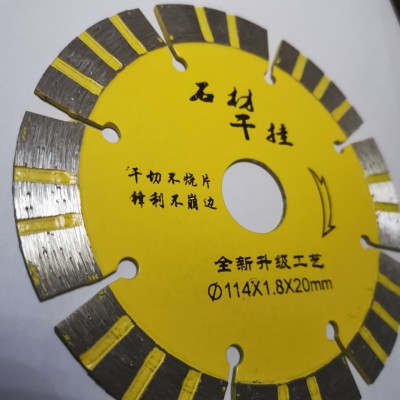 石材
干挂
干切不烧片
锋利不崩边
全新升级工艺
Ø114X1.8X20mm